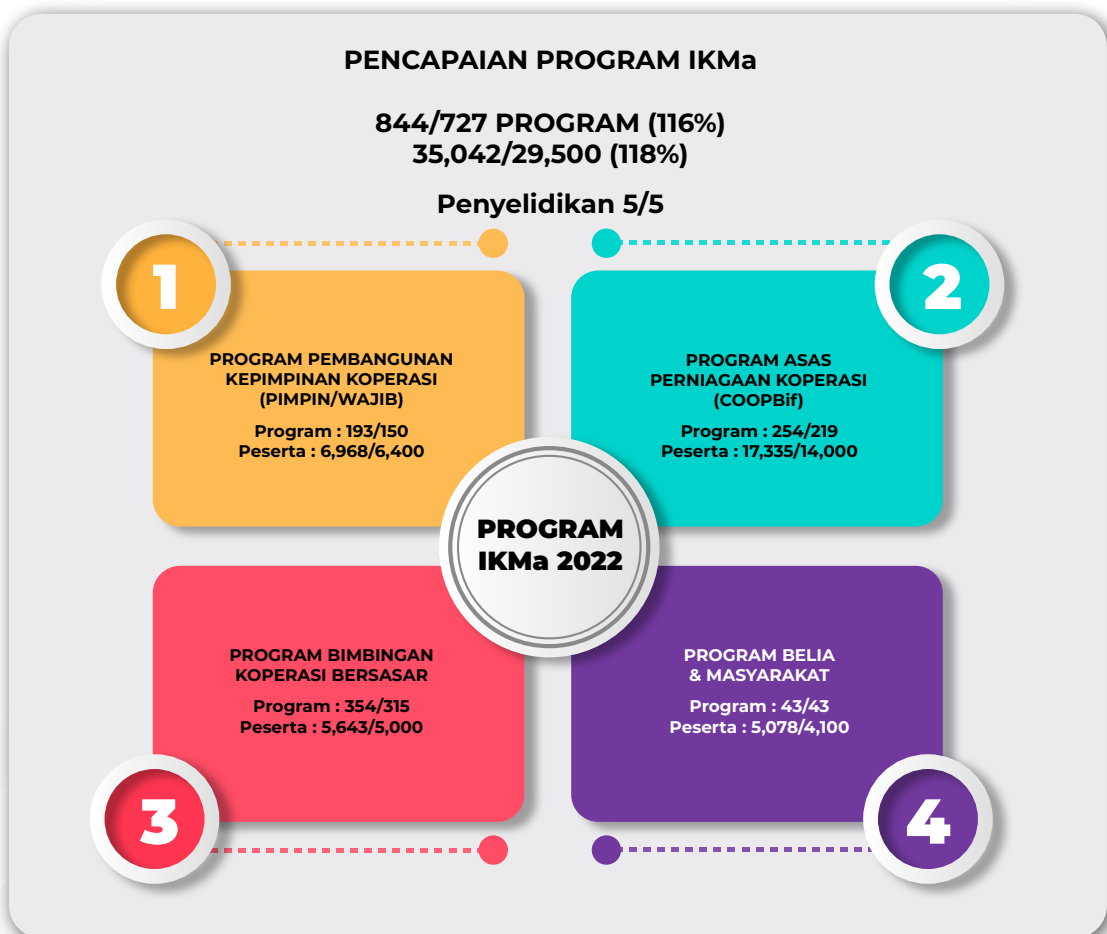 PENCAPAIAN PROGRAM IKMa
844/727 PROGRAM (116%)
35,042/29,500 (118%)
Penyelidikan 5/5
1
PROGRAM PEMBANGUNAN
KEPIMPINAN KOPERASI
(PIMPIN/WAJIB)
Program : 193/150
Peserta : 6,968/6,400
2
PROGRAM ASAS
PERNIAGAAN KOPERASI
(COOPBif)
Program : 254/219
Peserta : 17,335/14,000
PROGRAM
IKMa 2022
PROGRAM BIMBINGAN
KOPERASI BERSASAR
Program : 354/315
Peserta : 5,643/5,000
3
PROGRAM BELIA
& MASYARAKAT
Program : 43/43
Peserta : 5,078/4,100
4